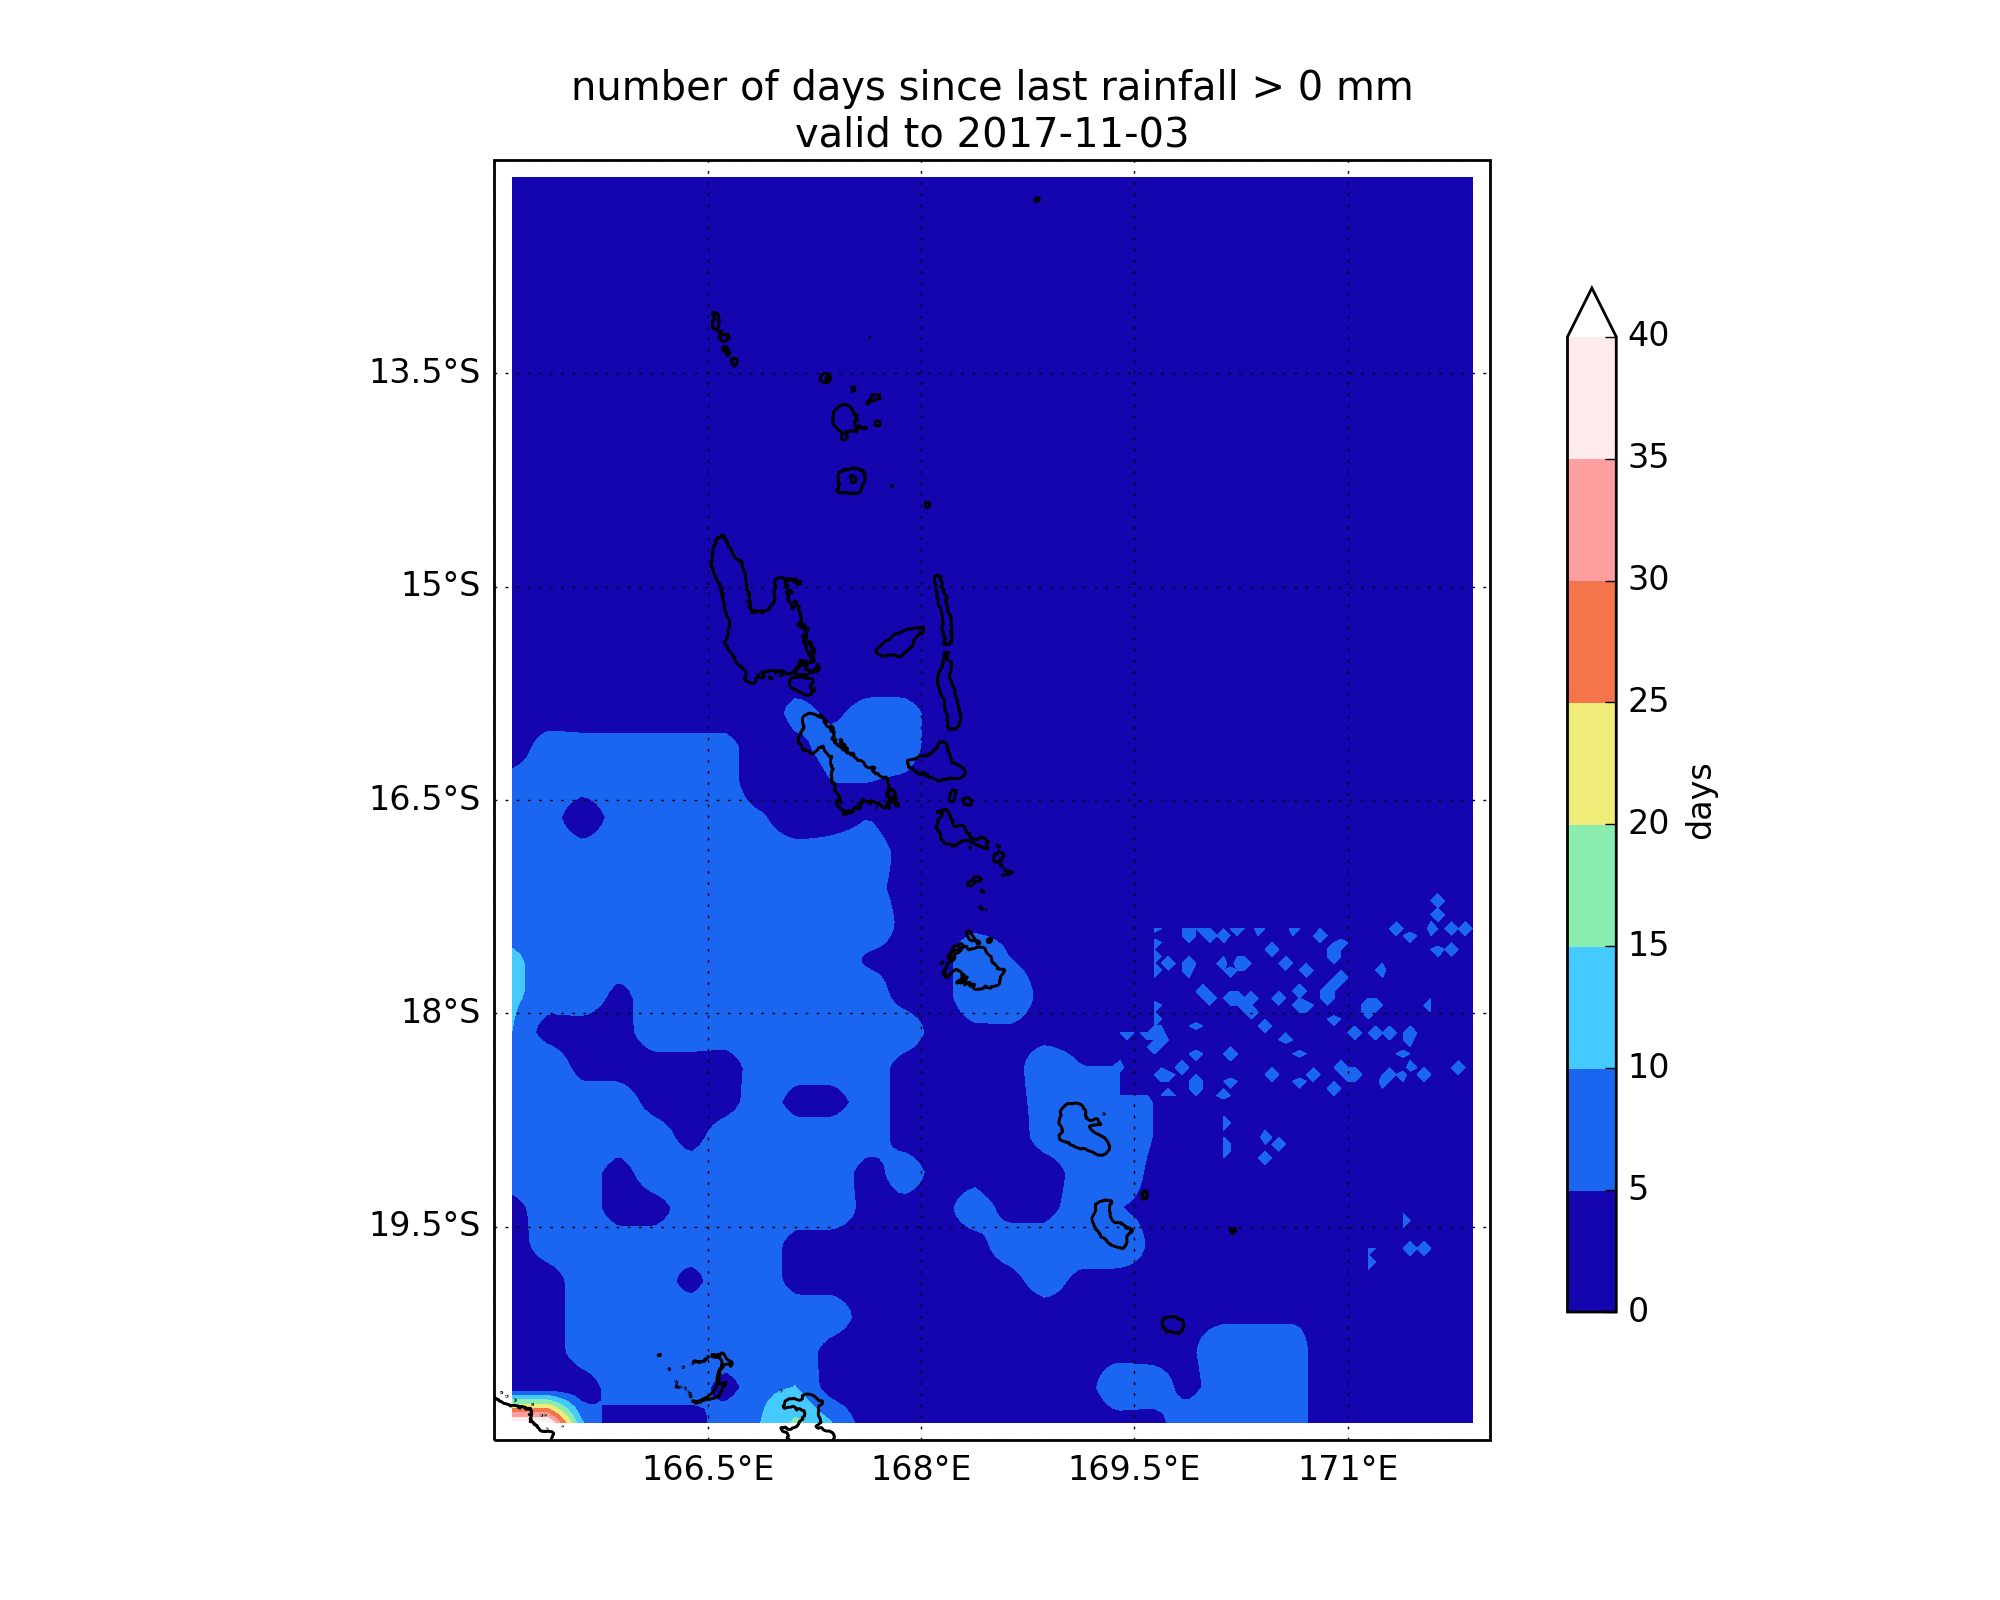 number of days since last rainfall > 0 mm
valid to 2017-11-03
13.5°S
15°S
16.5°S
18°S
19.5°S
166.5°E
168°E
169.5°E
171°E
40
35
30
25
20
15
10
5
0
days